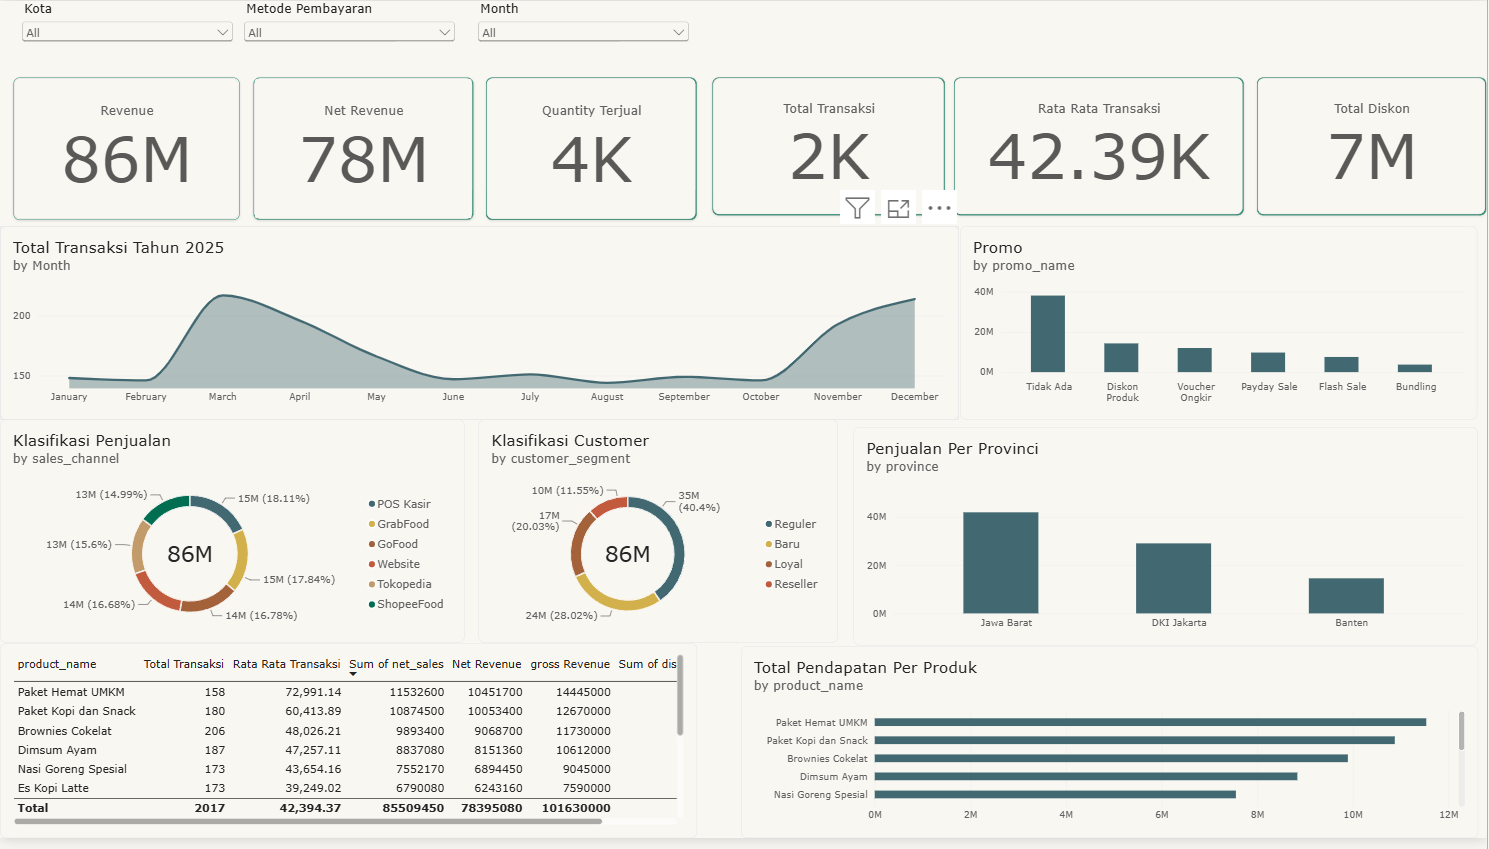 Kota Metode Pembayaran Month
All All All
Revenue Net Revenue Quantity Terjual Total Transaksi Rata Rata Transaksi Total Diskon
86M 78M 4K 2K 42.39K 7M
Total Transaksi Tahun 2025
by Month
200
150
January February March April May June July August September October November December
Promo
by promo_name
40M
20M
0M
Tidak Ada Diskon Produk Voucher Ongkir Payday Sale Flash Sale Bundling
Klasifikasi Penjualan
by sales_channel
13M (14.99%) 15M (18.11%)
13M (15.6%)
86M
15M (17.84%)
14M (16.68%)
14M (16.78%)
POS Kasir
GrabFood
GoFood
Website
Tokopedia
ShopeeFood
Klasifikasi Customer
by customer_segment
10M (11.55%) 35M
(40.4%)
17M
(20.03%)
86M
24M (28.02%)
Reguler
Baru
Loyal
Reseller
Penjualan Per Provinci
by province
40M
20M
0M
Jawa Barat DKI Jakarta Banten
product_name Total Transaksi Rata Rata Transaksi Sum of net_sales Net Revenue gross Revenue Sum of dis
Paket Hemat UMKM 158 72,991.14 11532600 10451700 14445000
Paket Kopi dan Snack 180 60,413.89 10874500 10053400 12670000
Brownies Cokelat 206 48,026.21 9893400 9068700 11730000
Dimsum Ayam 187 47,257.11 8837080 8151360 10612000
Nasi Goreng Spesial 173 43,654.16 7552170 6894450 9045000
Es Kopi Latte 173 39,249.02 6790080 6243160 7590000
Total 2017 42,394.37 85509450 78395080 101630000
Total Pendapatan Per Produk
by product_name
Paket Hemat UMKM
Paket Kopi dan Snack
Brownies Cokelat
Dimsum Ayam
Nasi Goreng Spesial
0M 2M 4M 6M 8M 10M 12M